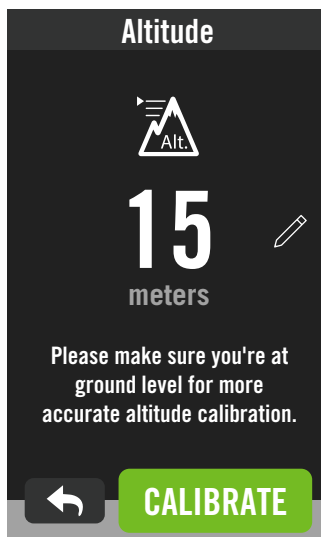 Altitude
Alt.
15
meters
Please make sure you're at
ground level for more
accurate altitude calibration.
CALIBRATE